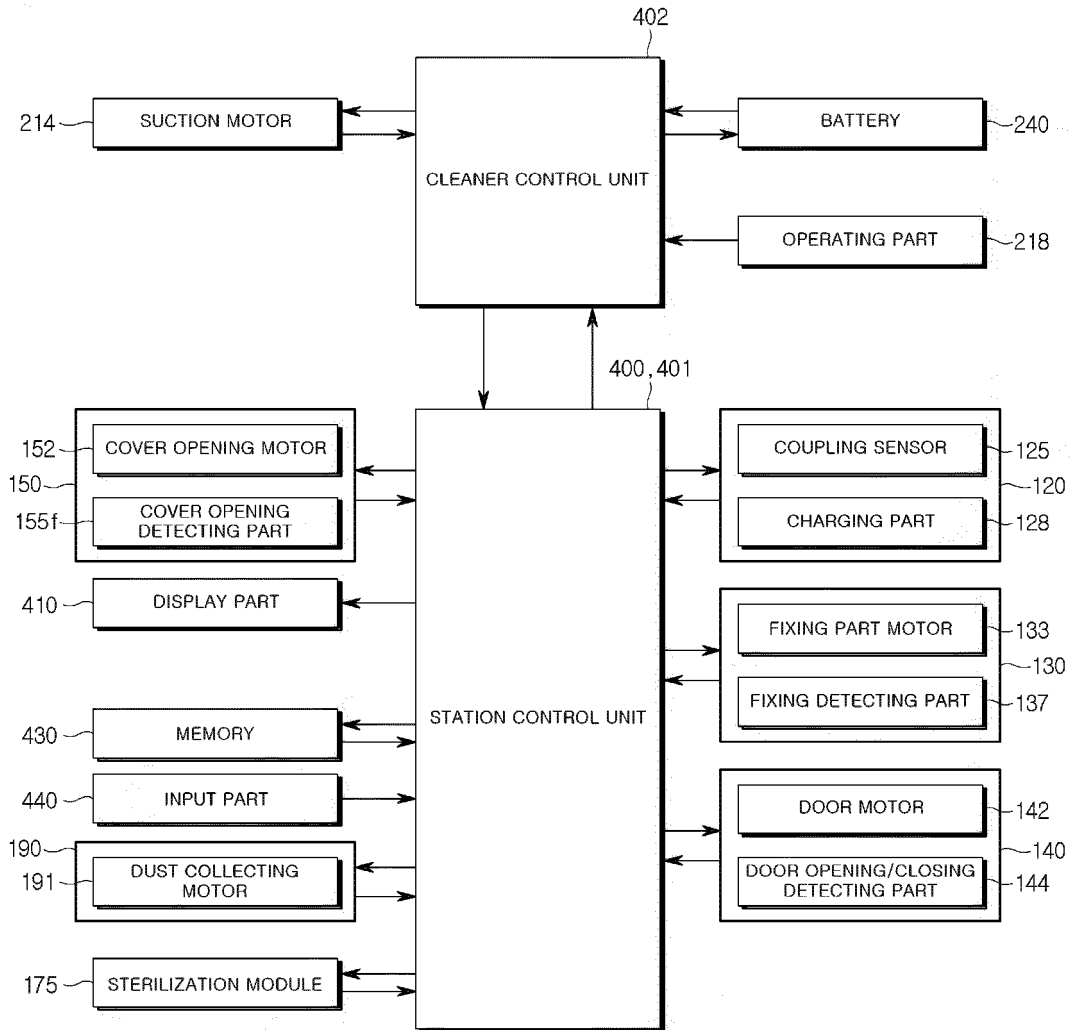 402
214
SUCTION MOTOR
CLEANER CONTROL UNIT
BATTERY
240
OPERATING PART
218
400,401
STATION CONTROL UNIT
152
COVER OPENING MOTOR
150
155f
COVER OPENING
DETECTING PART
410
DISPLAY PART
430
MEMORY
440
INPUT PART
190
191
DUST COLLECTING
MOTOR
175
STERILIZATION MODULE
COUPLING SENSOR
125
120
CHARGING PART
128
FIXING PART MOTOR
133
130
FIXING DETECTING PART
137
DOOR MOTOR
142
140
DOOR OPENING/CLOSING
DETECTING PART
144